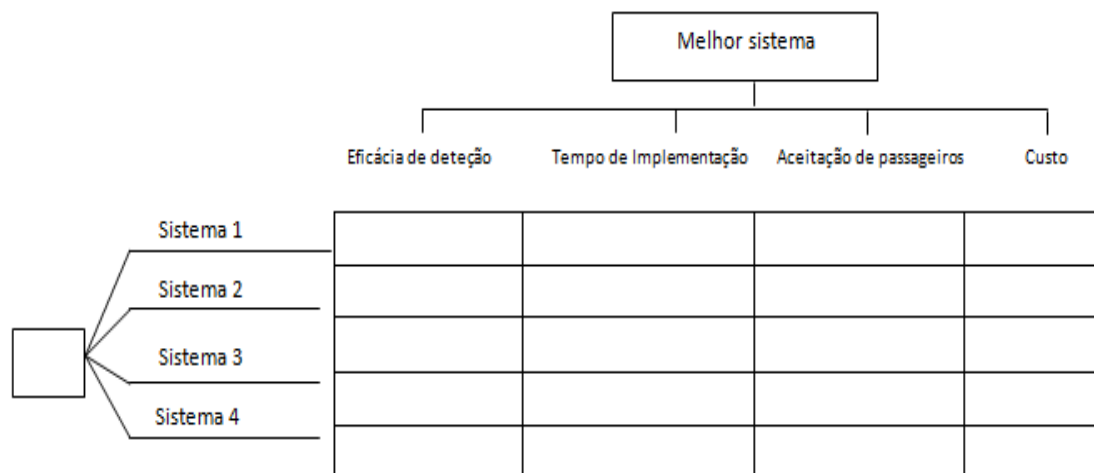 Melhor sistema
Eficácia de deteção
Tempo de Implementação
Aceitação de passageiros
Custo
Sistema 1
Sistema 2
Sistema 3
Sistema 4